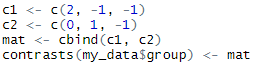 c1 <- c(2, -1, -1)
c2 <- c(0, 1, -1)
mat <- cbind(c1, c2)
contrasts(my_data$group) <- mat